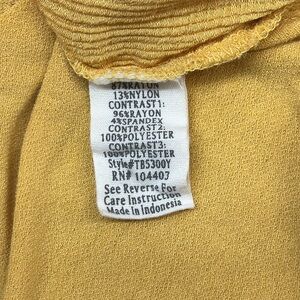 87%RAYON
13%NYLON
CONTRAST1:
96%RAYON
4%SPANDEX
CONTRAST2:
100%POLYESTER
CONTRAST3:
100%POLYESTER
Style#TB5300Y
RN# 104407
See Reverse For
Care Instruction
Made In Indonesia